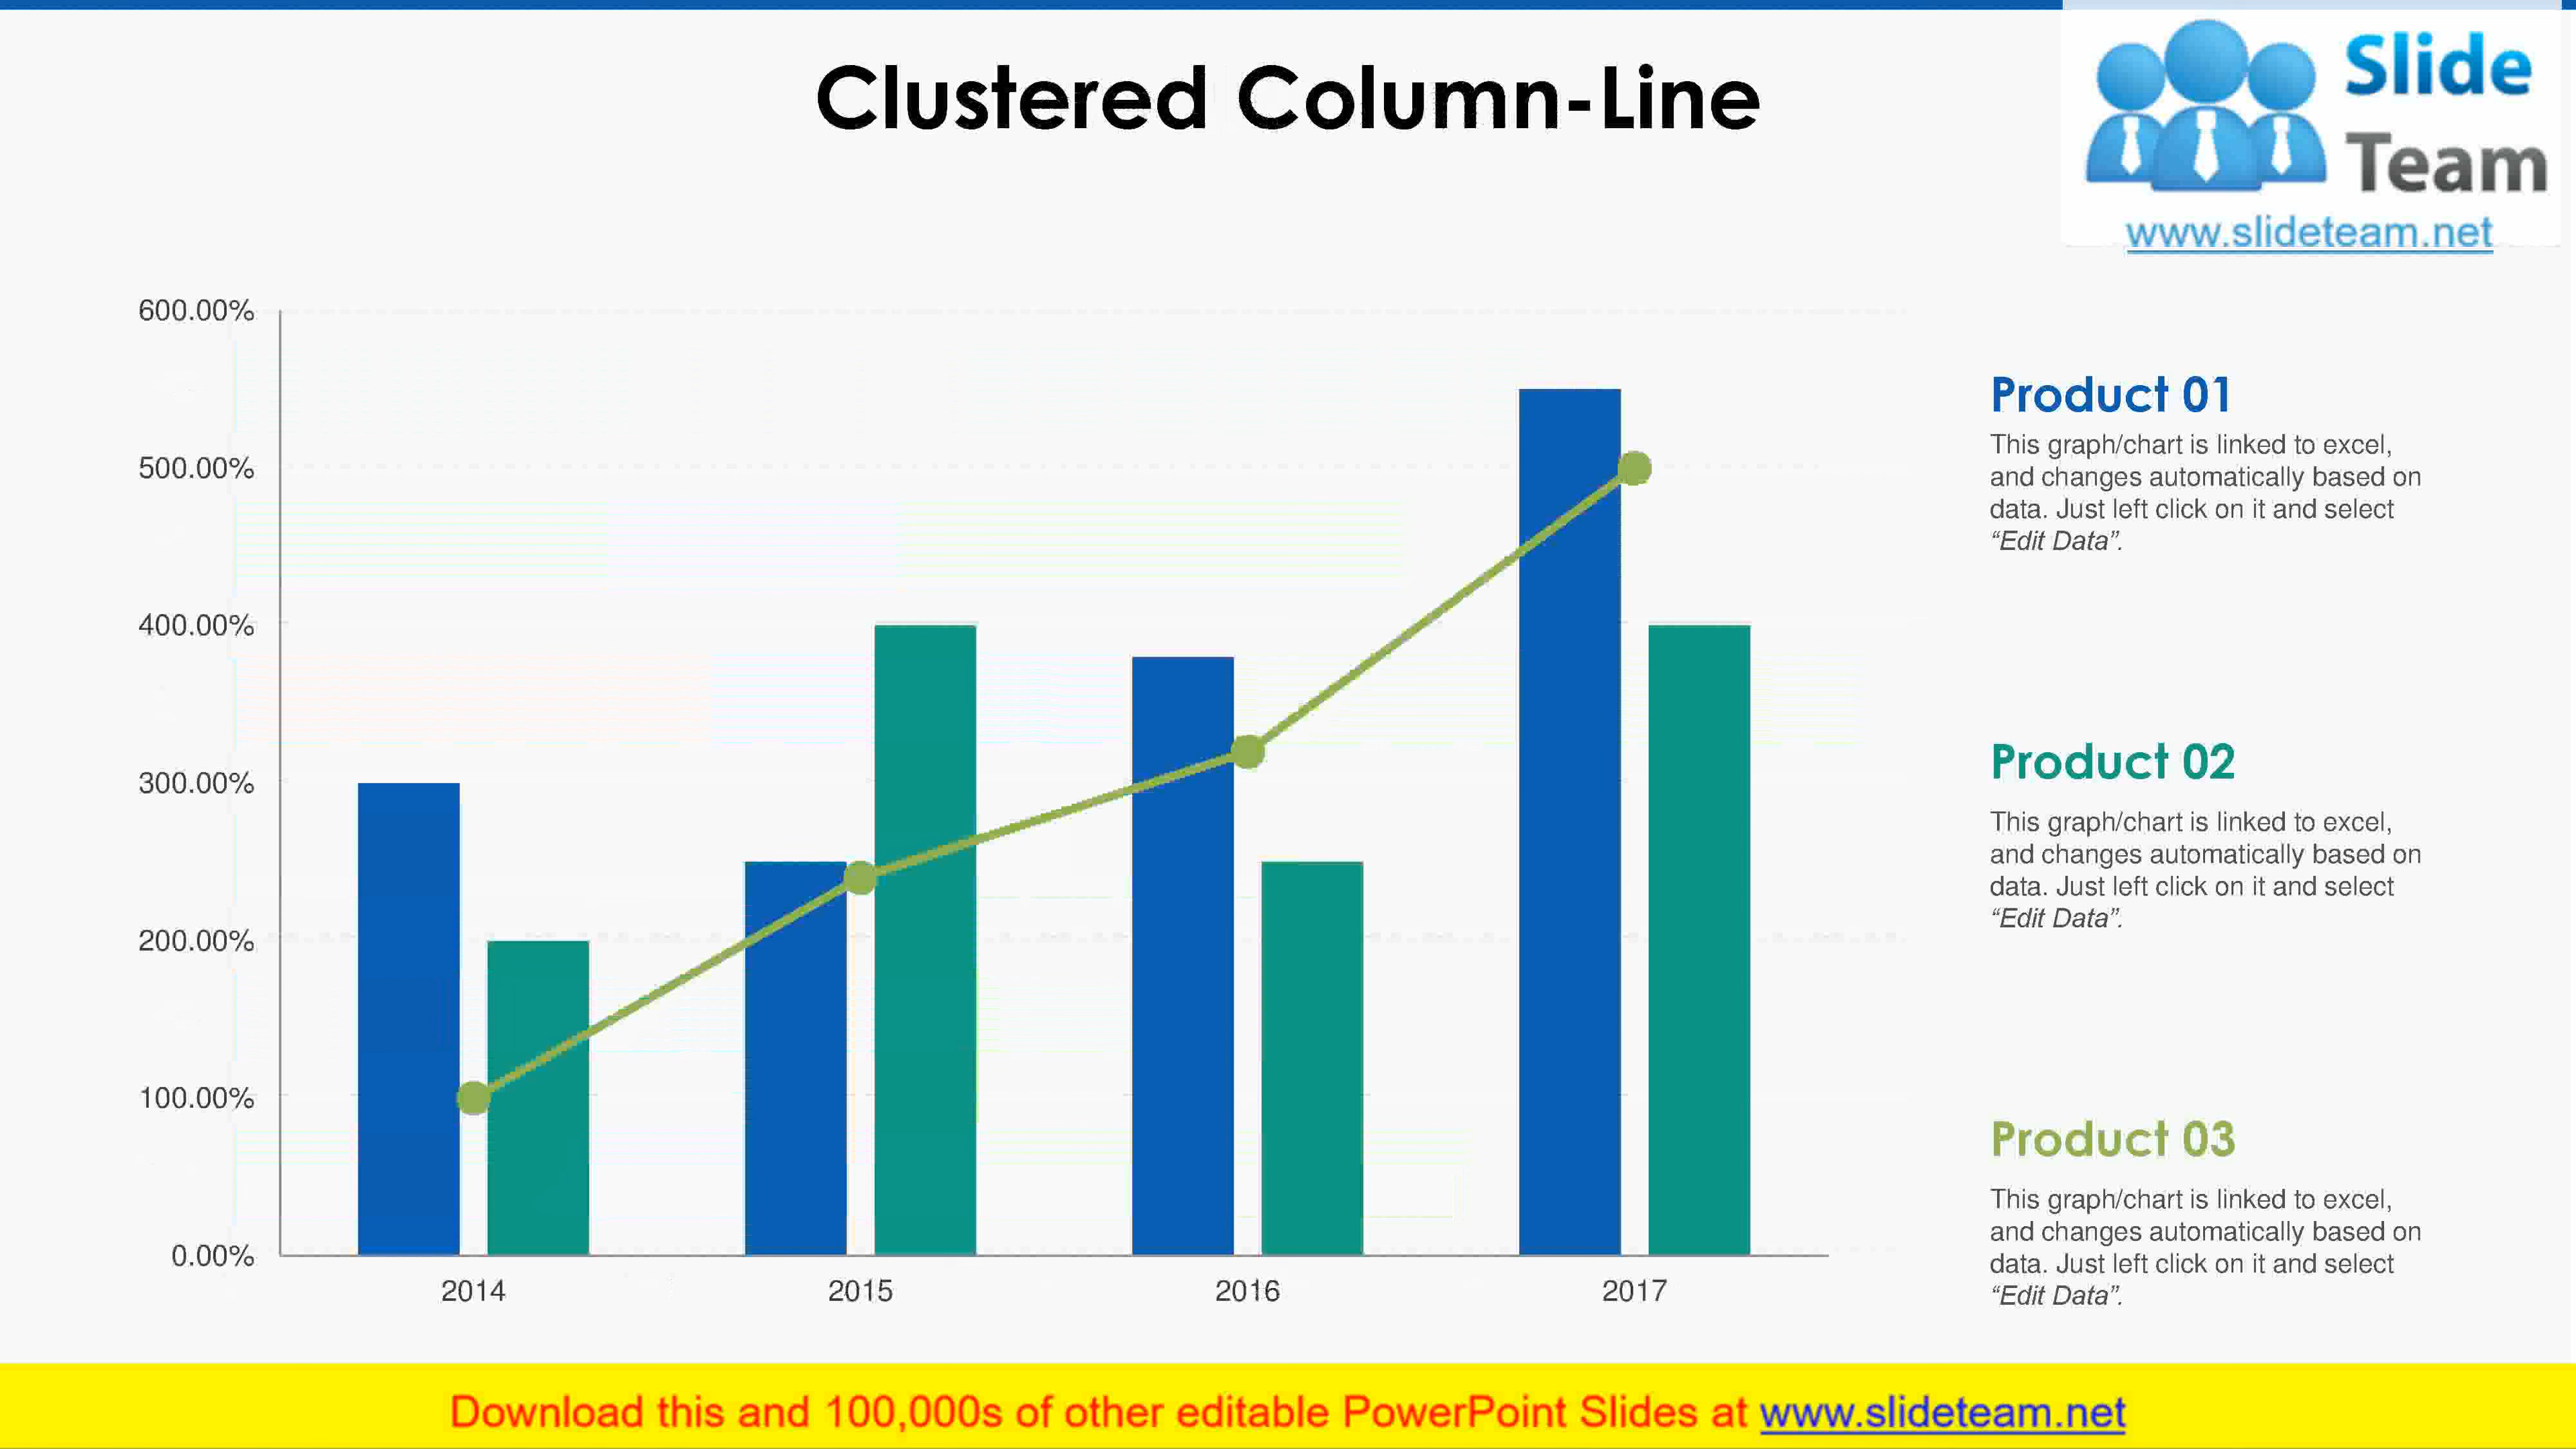 Clustered Column-Line
Slide
Team
www.slideteam.net
600.00%
500.00%
400.00%
300.00%
200.00%
100.00%
0.00%
2014
2015
2016
2017
Product 01
This graph/chart is linked to excel,
and changes automatically based on
data. Just left click on it and select
“Edit Data”.
Product 02
This graph/chart is linked to excel,
and changes automatically based on
data. Just left click on it and select
“Edit Data”.
Product 03
This graph/chart is linked to excel,
and changes automatically based on
data. Just left click on it and select
“Edit Data”.
Download this and 100,000s of other editable PowerPoint Slides at www.slideteam.net